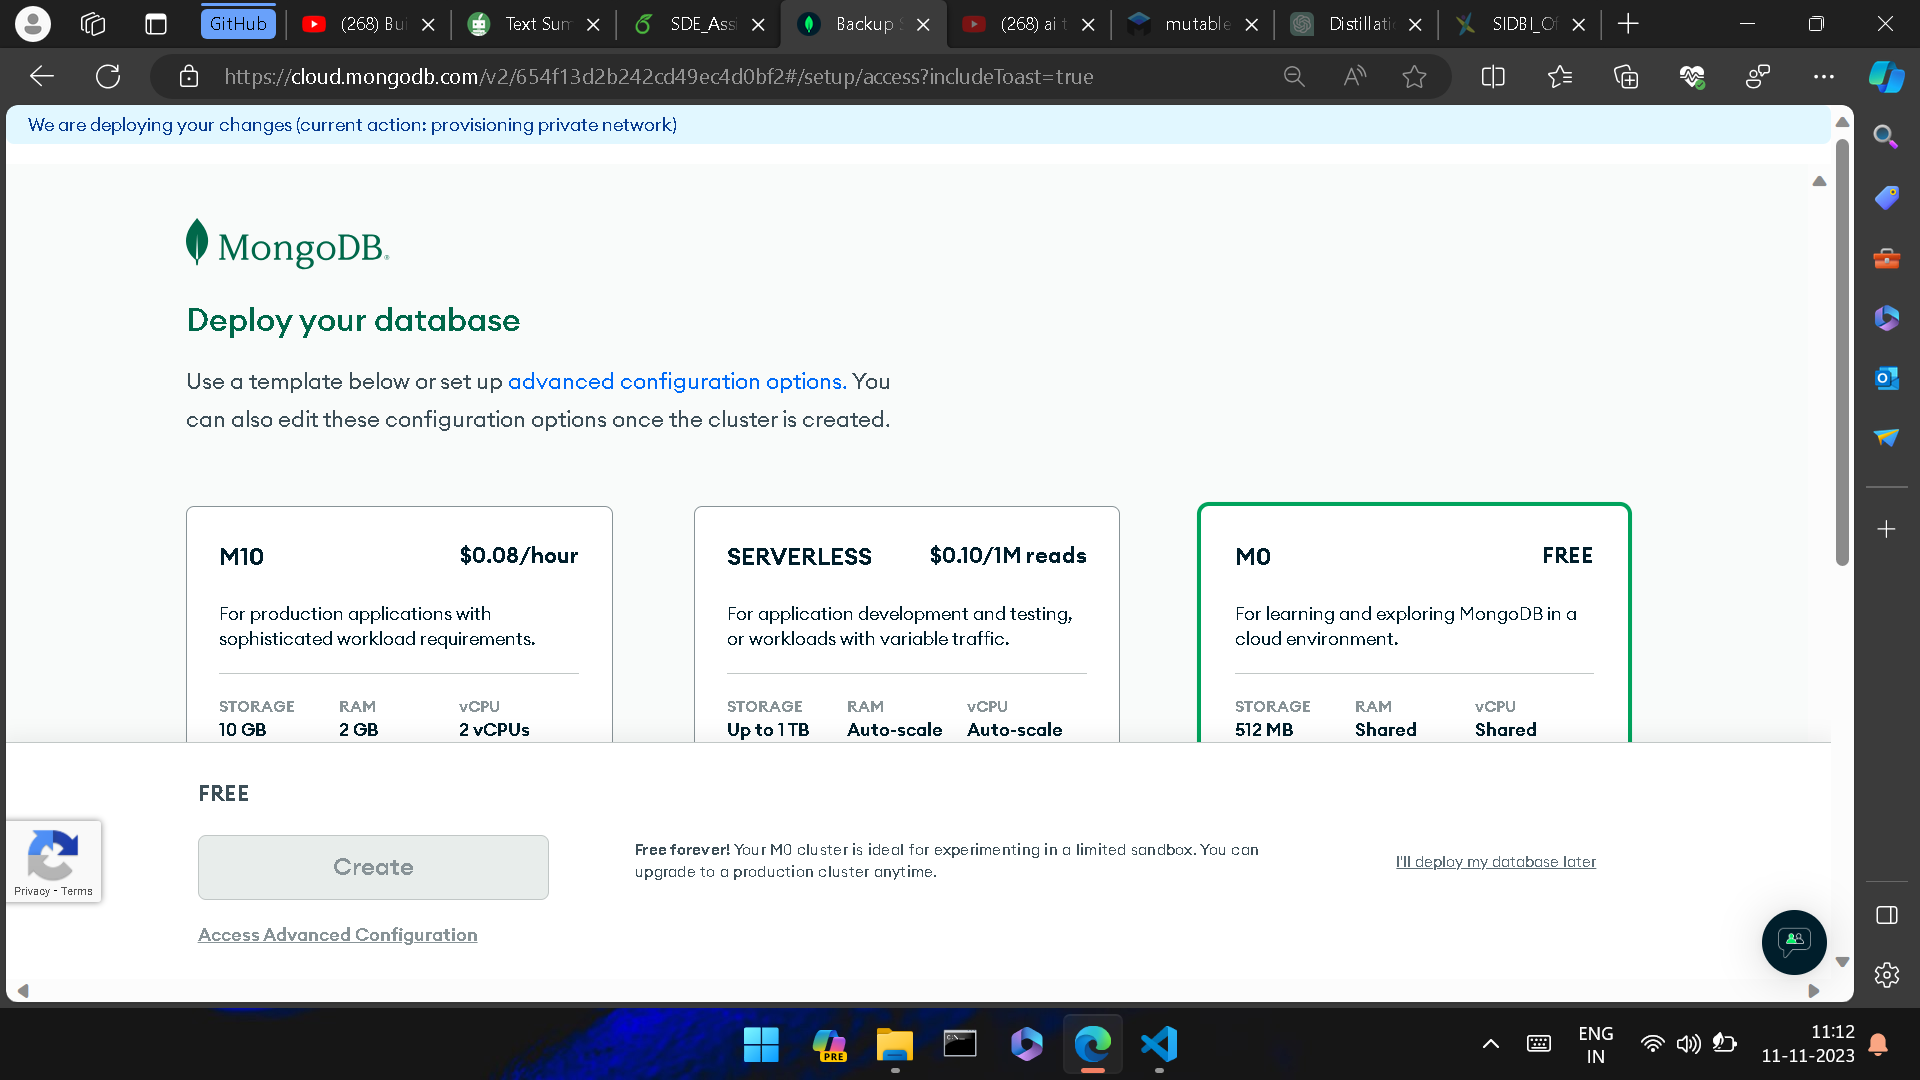 GitHub
(268) Bui
Text Sum
SDE_Assi
Backup S
(268) ai t
mutable
Distillatio
SIDBI_Of
https://cloud.mongodb.com/v2/654f13d2b242cd49ec4d0bf2#/setup/access?includeToast=true
We are deploying your changes (current action: provisioning private network)
MongoDB®
Deploy your database
Use a template below or set up advanced configuration options. You
can also edit these configuration options once the cluster is created.
M10 $0.08/hour
For production applications with
sophisticated workload requirements.
STORAGE RAM vCPU
10 GB 2 GB 2 vCPUs
SERVERLESS $0.10/1M reads
For application development and testing,
or workloads with variable traffic.
STORAGE RAM vCPU
Up to 1 TB Auto-scale Auto-scale
M0 FREE
For learning and exploring MongoDB in a
cloud environment.
STORAGE RAM vCPU
512 MB Shared Shared
FREE
Create
Access Advanced Configuration
Free forever! Your M0 cluster is ideal for experimenting in a limited sandbox. You can
upgrade to a production cluster anytime.
I'll deploy my database later
Privacy - Terms
PRE
ENG
IN
11:12
11-11-2023